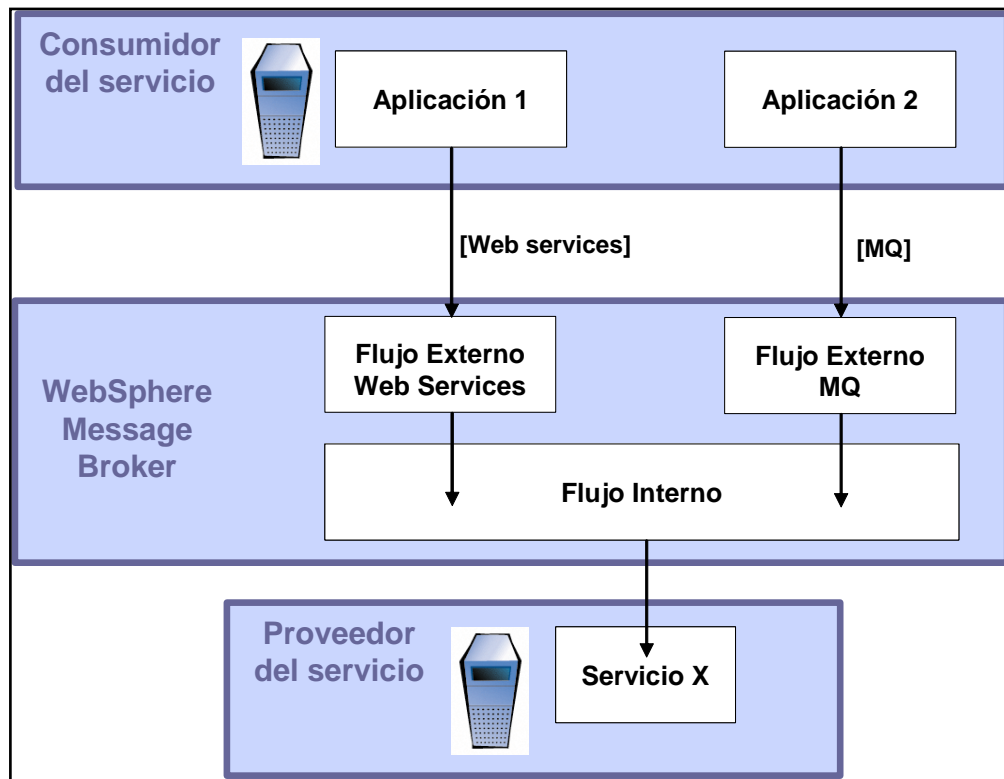 Consumidor
del servicio
Aplicación 1
Aplicación 2
[Web services]
[MQ]
WebSphere
Message
Broker
Flujo Externo
Web Services
Flujo Externo
MQ
Flujo Interno
Proveedor
del servicio
Servicio X